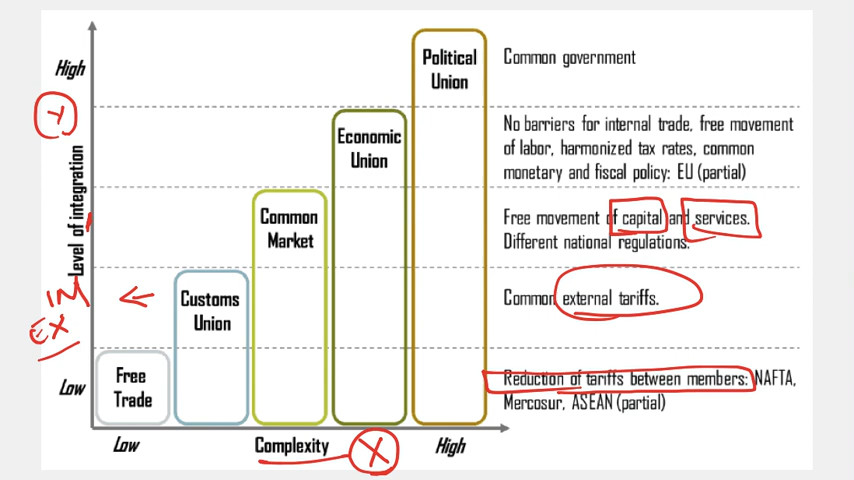 High
Political
Union
Common government
Y
Economic
Union
No barriers for internal trade, free movement
of labor, harmonized tax rates, common
monetary and fiscal policy: EU (partial)
Level of integration
Common
Market
Free movement of capital and services.
Different national regulations.
IM
EX
Customs
Union
Common external tariffs.
Low
Free
Trade
Reduction of tariffs between members: NAFTA,
Mercosur, ASEAN (partial)
Low
Complexity
X
High